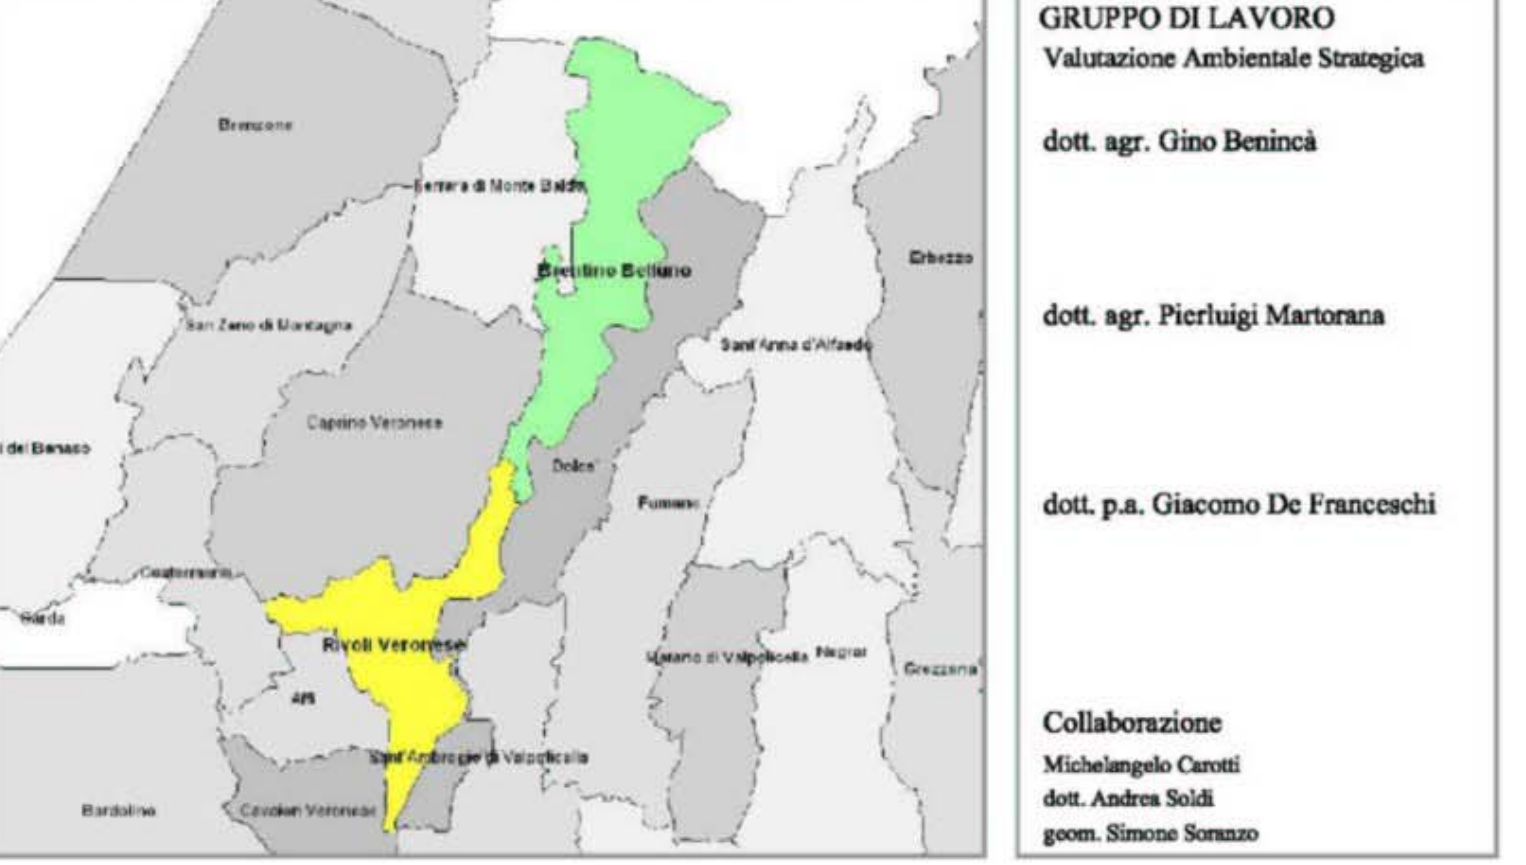 Brenzone
Ferrara di Monte Baldo
Brentino Belluno
Erbezzo
San Zeno di Montagna
Sant'Anna d'Alfaedo
Caprino Veronese
i del Benaco
Dolce'
Fumane
Costermano
Garda
Rivoli Veronese
Marano di Valpolicella
Negrar
Grezzana
Affi
Sant'Ambrogio di Valpolicella
Bardolino
Cavaion Veronese
GRUPPO DI LAVORO
Valutazione Ambientale Strategica
dott. agr. Gino Benincà
dott. agr. Pierluigi Martorana
dott. p.a. Giacomo De Franceschi
Collaborazione
Michelangelo Carotti
dott. Andrea Soldi
geom. Simone Soranzo